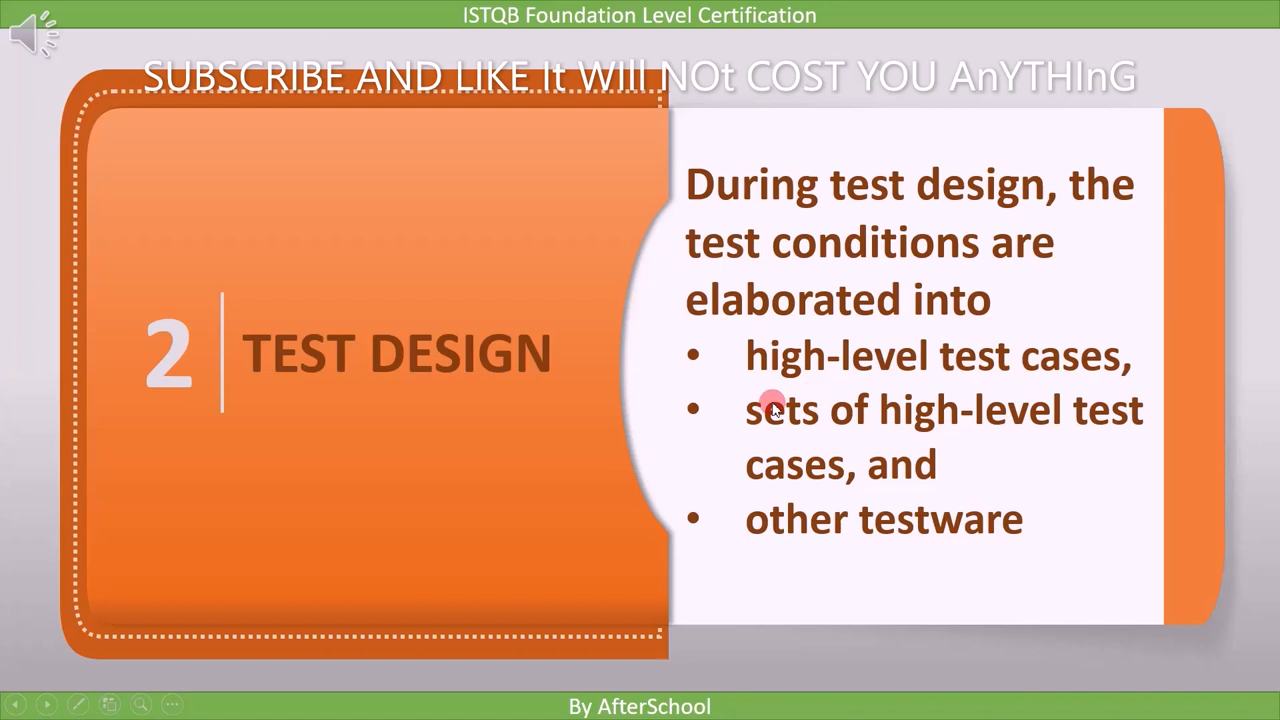 ISTQB Foundation Level Certification
SUBSCRIBE AND LIKE It WIll NOt COST YOU AnYTHInG
2 TEST DESIGN
During test design, the
test conditions are
elaborated into
• high-level test cases,
• sets of high-level test
cases, and
• other testware
By AfterSchool